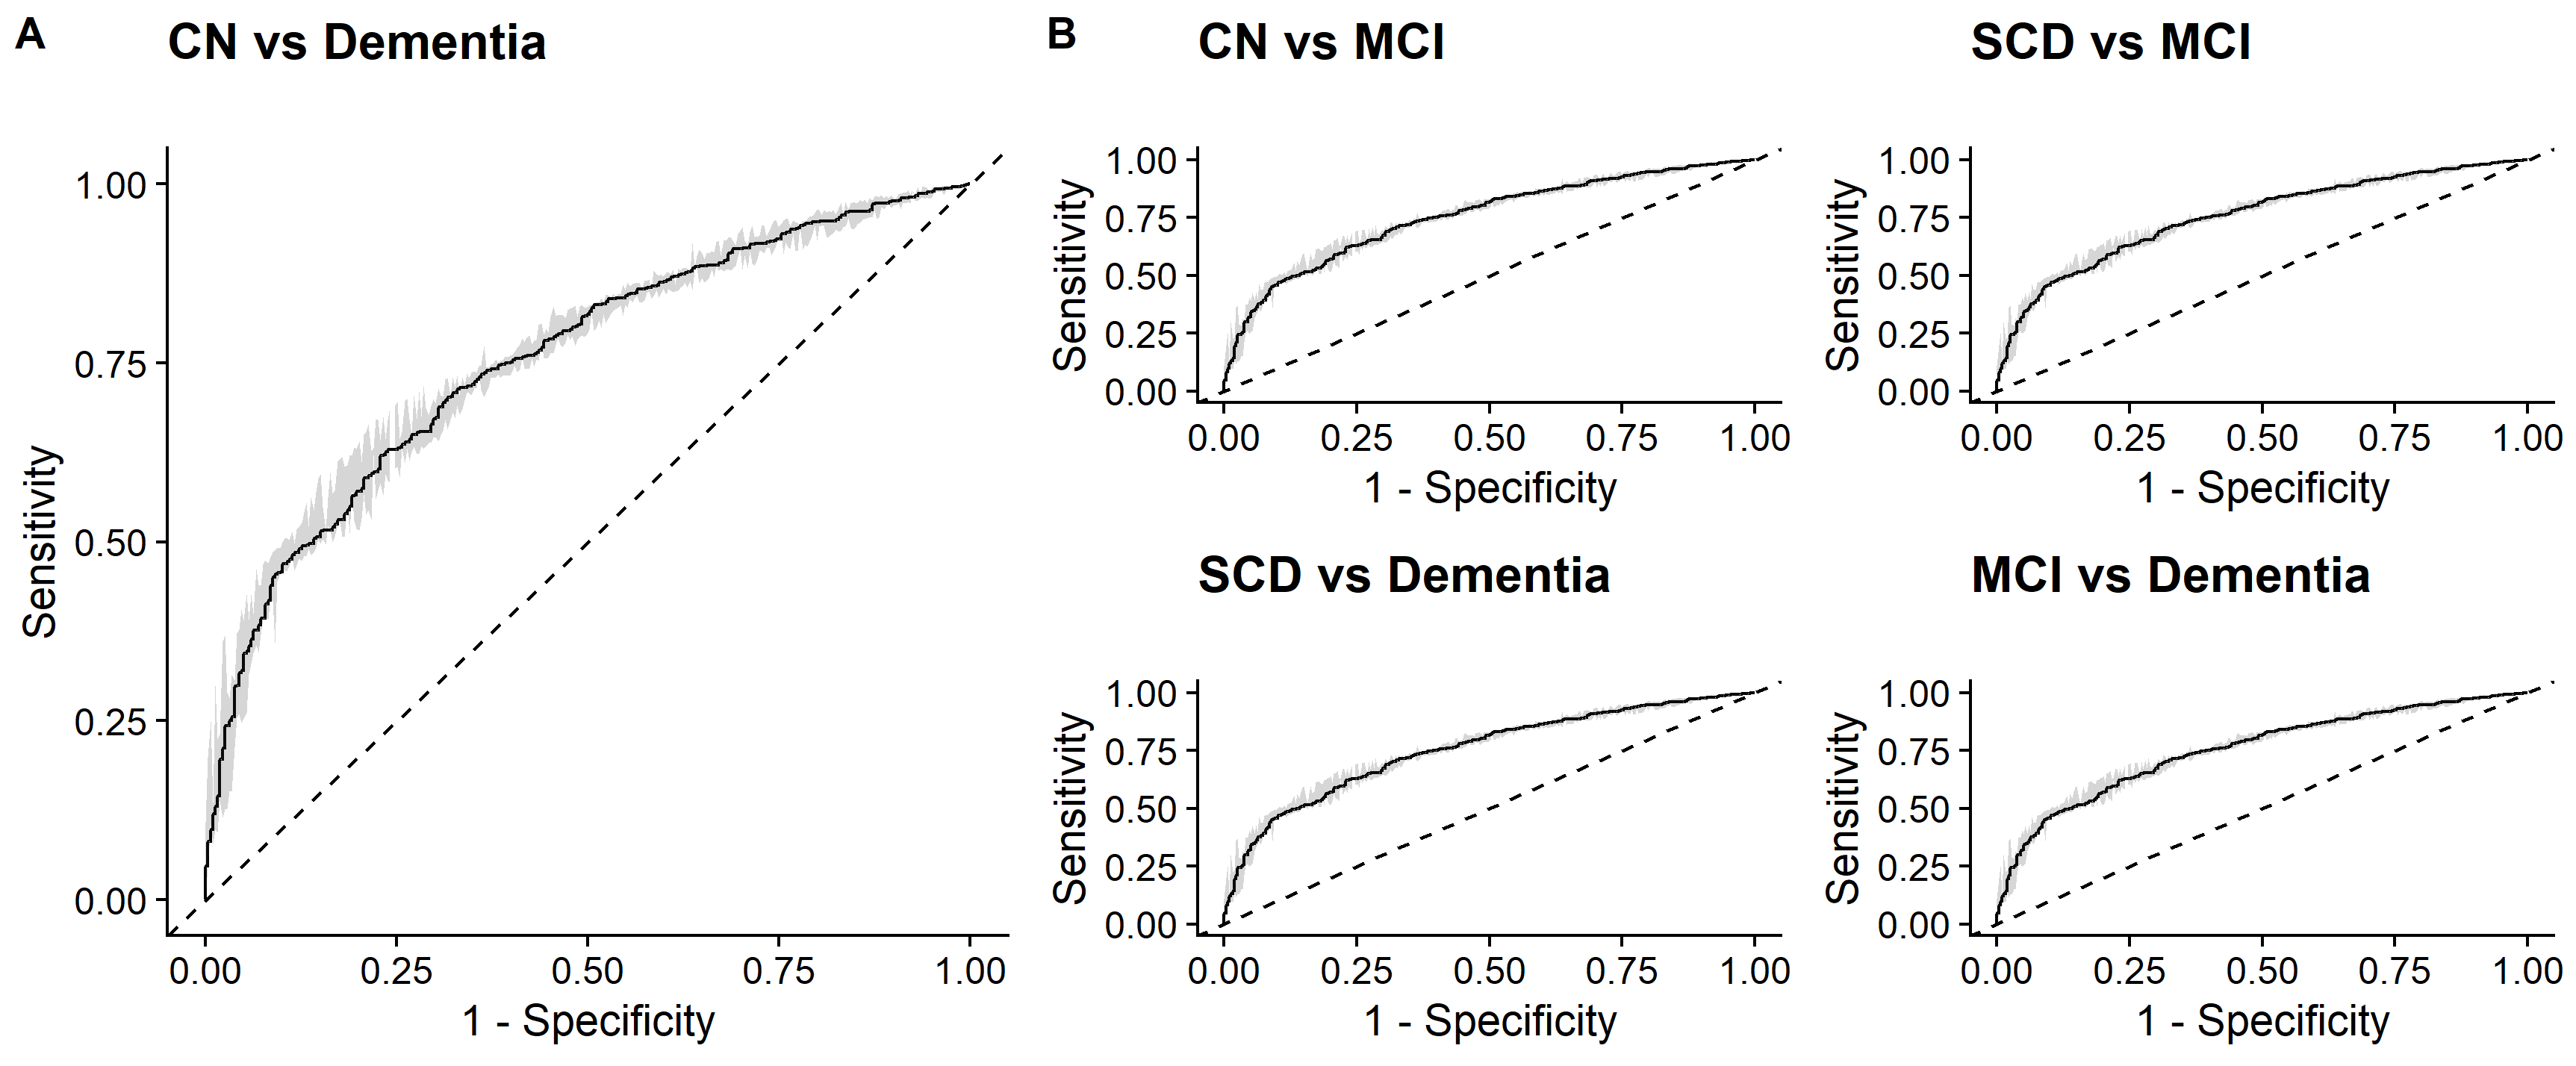 A
CN vs Dementia
Sensitivity
1.00
0.75
0.50
0.25
0.00
0.00 0.25 0.50 0.75 1.00
1 - Specificity
B
CN vs MCI
Sensitivity
1.00
0.75
0.50
0.25
0.00
0.00 0.25 0.50 0.75 1.00
1 - Specificity
SCD vs MCI
Sensitivity
1.00
0.75
0.50
0.25
0.00
0.00 0.25 0.50 0.75 1.00
1 - Specificity
SCD vs Dementia
Sensitivity
1.00
0.75
0.50
0.25
0.00
0.00 0.25 0.50 0.75 1.00
1 - Specificity
MCI vs Dementia
Sensitivity
1.00
0.75
0.50
0.25
0.00
0.00 0.25 0.50 0.75 1.00
1 - Specificity